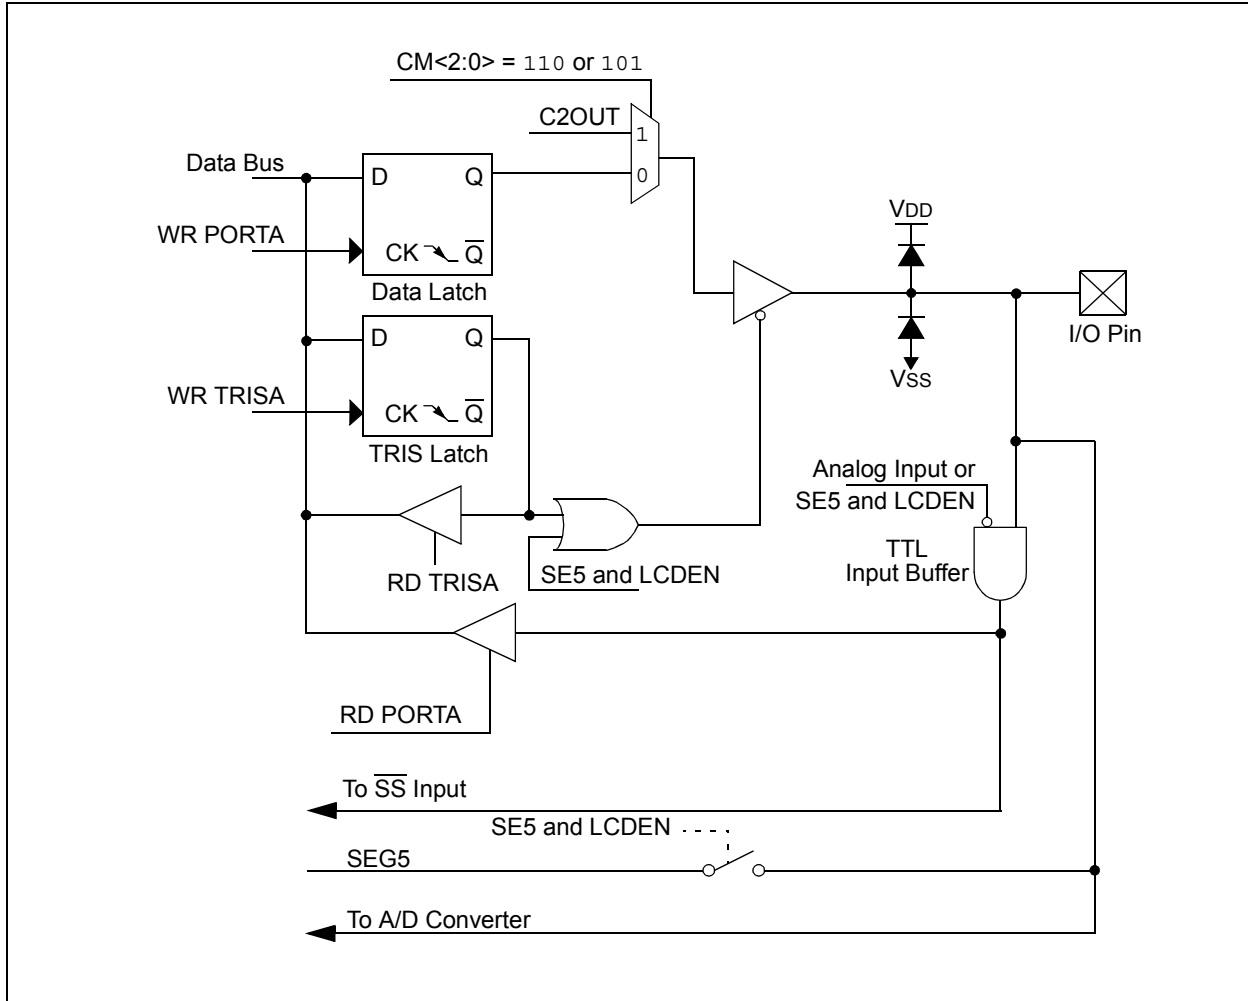 CM<2:0> = 110 or 101
C2OUT
1
0
Data Bus
D Q
WR PORTA
CK Q̅
Data Latch
VDD
VSS
I/O Pin
D Q
WR TRISA
CK Q̅
TRIS Latch
RD TRISA
SE5 and LCDEN
Analog Input or
SE5 and LCDEN
TTL
Input Buffer
RD PORTA
To S̅S̅ Input
SE5 and LCDEN
SEG5
To A/D Converter